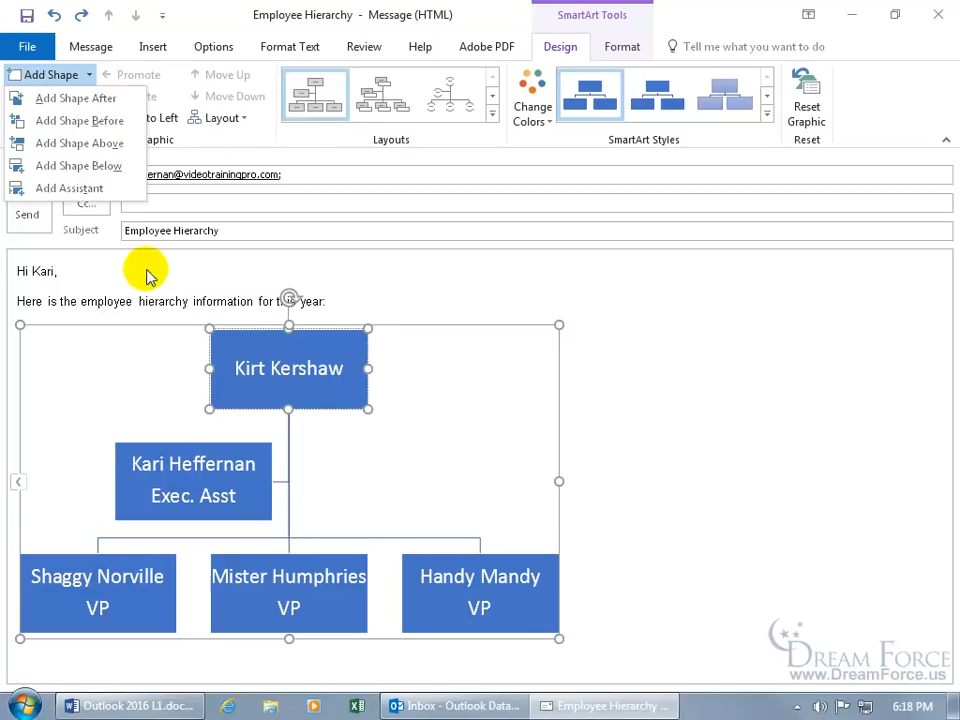 Employee Hierarchy - Message (HTML)
SmartArt Tools
File
Message
Insert
Options
Format Text
Review
Help
Adobe PDF
Design
Format
Tell me what you want to do
Add Shape
Promote
Move Up
Move Down
to Left
Layout
Add Shape After
Add Shape Before
Add Shape Above
Add Shape Below
Add Assistant
Change
Colors
Reset
Graphic
Layouts
SmartArt Styles
Reset
ernan@videotrainingpro.com;
Send
Cc...
Subject
Employee Hierarchy
Hi Kari,
Here is the employee hierarchy information for this year:
Kirt Kershaw
Kari Heffernan
Exec. Asst
Shaggy Norville
VP
Mister Humphries
VP
Handy Mandy
VP
DREAM FORCE
www.DreamForce.us
Outlook 2016 L1.doc...
Inbox - Outlook Data...
Employee Hierarchy ...
6:18 PM